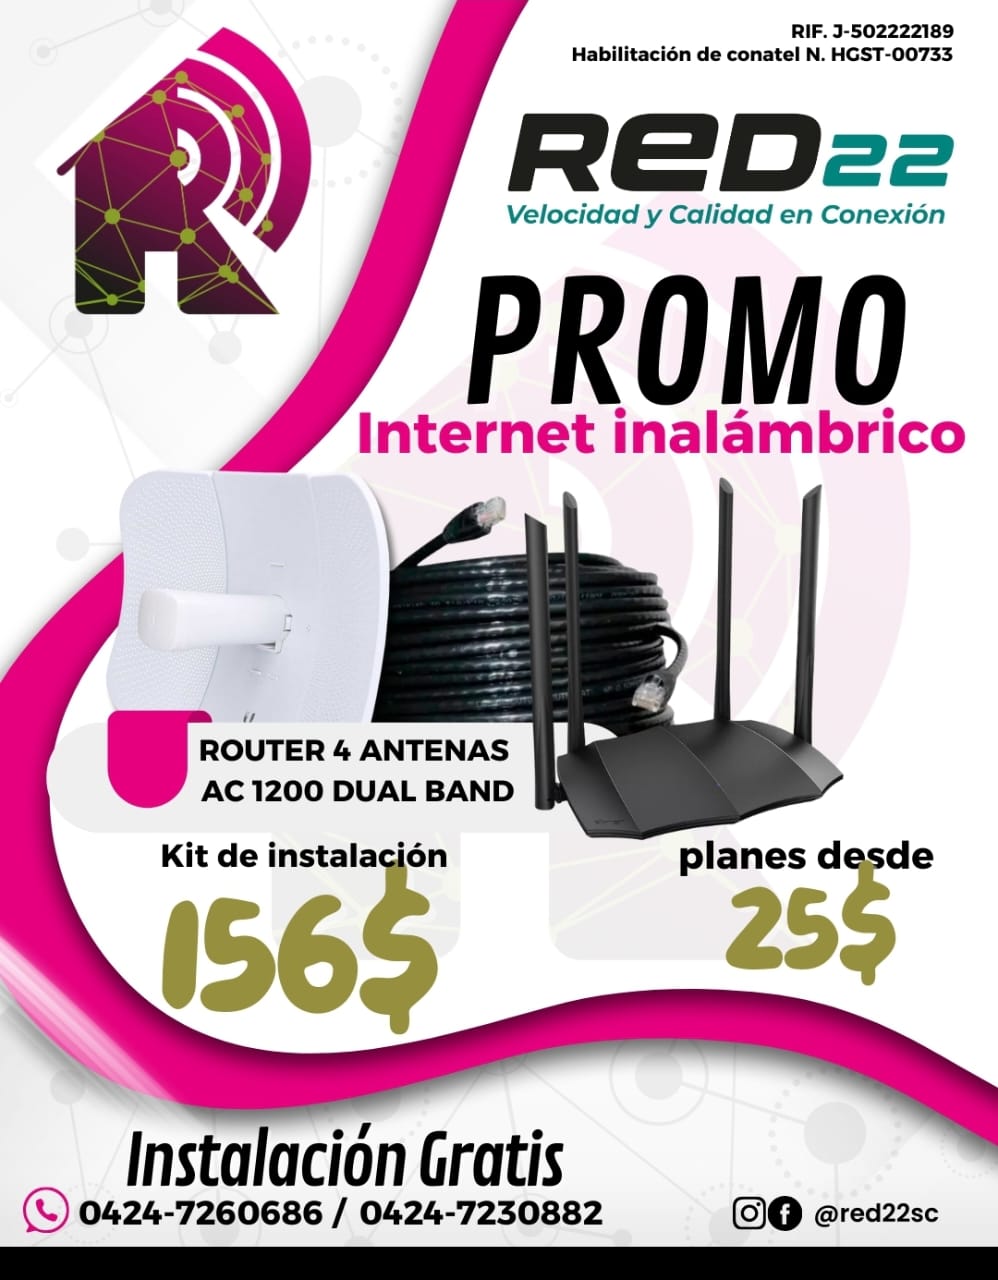 RIF. J-502222189
Habilitación de conatel N. HGST-00733
RED22
Velocidad y Calidad en Conexión
PROMO
Internet inalámbrico
ROUTER 4 ANTENAS
AC 1200 DUAL BAND
Kit de instalación
156$
planes desde
25$
Instalación Gratis
0424-7260686 / 0424-7230882
@red22sc